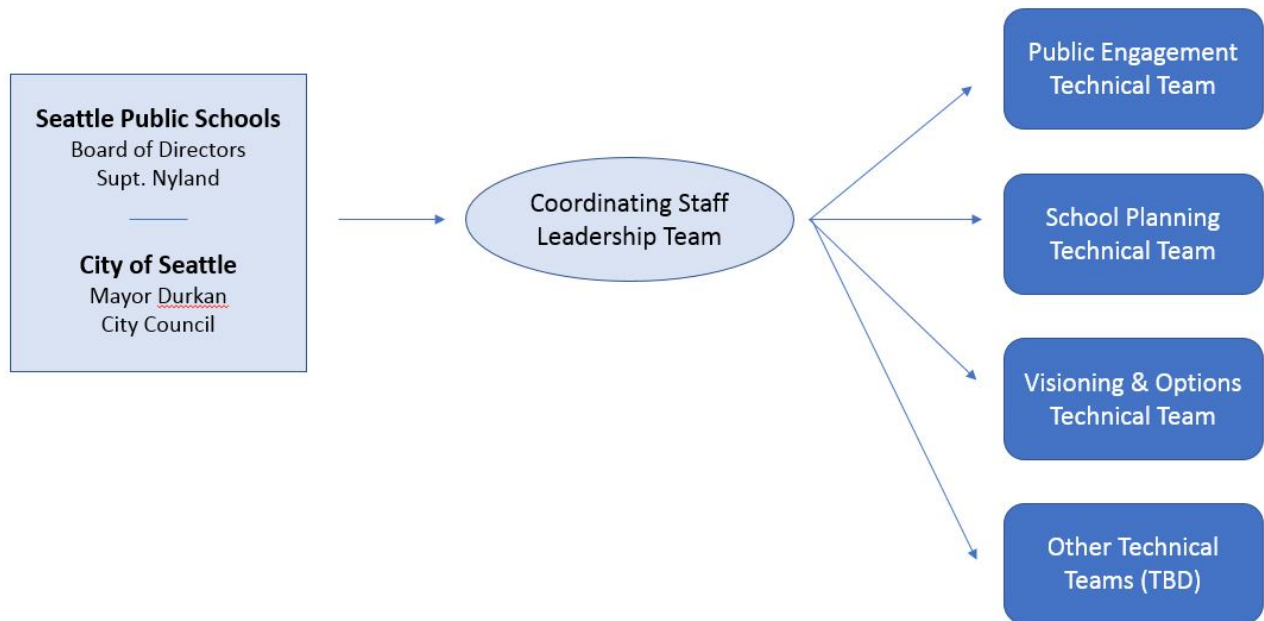 Seattle Public Schools
Board of Directors
Supt. Nyland
City of Seattle
Mayor Durkan
City Council
Coordinating Staff
Leadership Team
Public Engagement
Technical Team
School Planning
Technical Team
Visioning & Options
Technical Team
Other Technical
Teams (TBD)